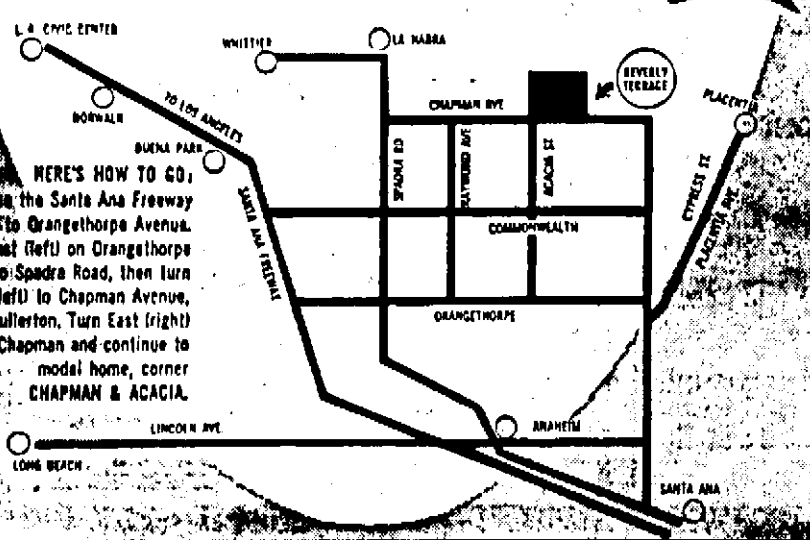 L. A. CIVIC CENTER
WHITTIER
LA HABRA
BEVERLY
TERRACE
NORWALK
TO LOS ANGELES
CHAPMAN AVE
PLACENTIA
BUENA PARK
HERE'S HOW TO GO:
the Santa Ana Freeway
to Orangethorpe Avenue.
(left) on Orangethorpe
Spadra Road, then turn
(left) to Chapman Avenue,
Fullerton. Turn East (right)
Chapman and continue to
model home, corner
CHAPMAN & ACACIA.
SANTA ANA FREEWAY
SPADRA RD
RAYMOND AVE
ACACIA ST
CYPRESS ST.
PLACENTIA AVE.
COMMONWEALTH
ORANGETHORPE
LINCOLN AVE
ANAHEIM
LONG BEACH
SANTA ANA